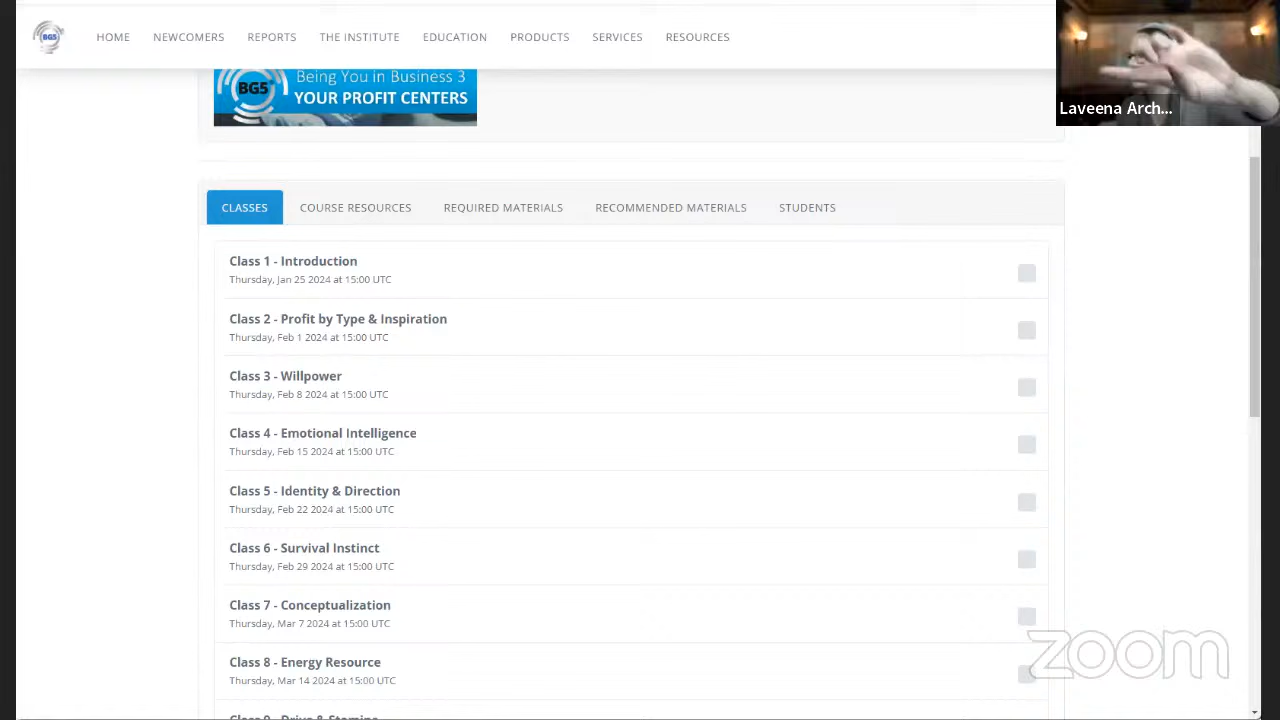 BG5
HOME NEWCOMERS REPORTS THE INSTITUTE EDUCATION PRODUCTS SERVICES RESOURCES
Laveena Arch...
BG5
Being You in Business 3
YOUR PROFIT CENTERS
CLASSES COURSE RESOURCES REQUIRED MATERIALS RECOMMENDED MATERIALS STUDENTS
Class 1 - Introduction
Thursday, Jan 25 2024 at 15:00 UTC
Class 2 - Profit by Type & Inspiration
Thursday, Feb 1 2024 at 15:00 UTC
Class 3 - Willpower
Thursday, Feb 8 2024 at 15:00 UTC
Class 4 - Emotional Intelligence
Thursday, Feb 15 2024 at 15:00 UTC
Class 5 - Identity & Direction
Thursday, Feb 22 2024 at 15:00 UTC
Class 6 - Survival Instinct
Thursday, Feb 29 2024 at 15:00 UTC
Class 7 - Conceptualization
Thursday, Mar 7 2024 at 15:00 UTC
Class 8 - Energy Resource
Thursday, Mar 14 2024 at 15:00 UTC
zoom
Class 9 - Drive & Stamina